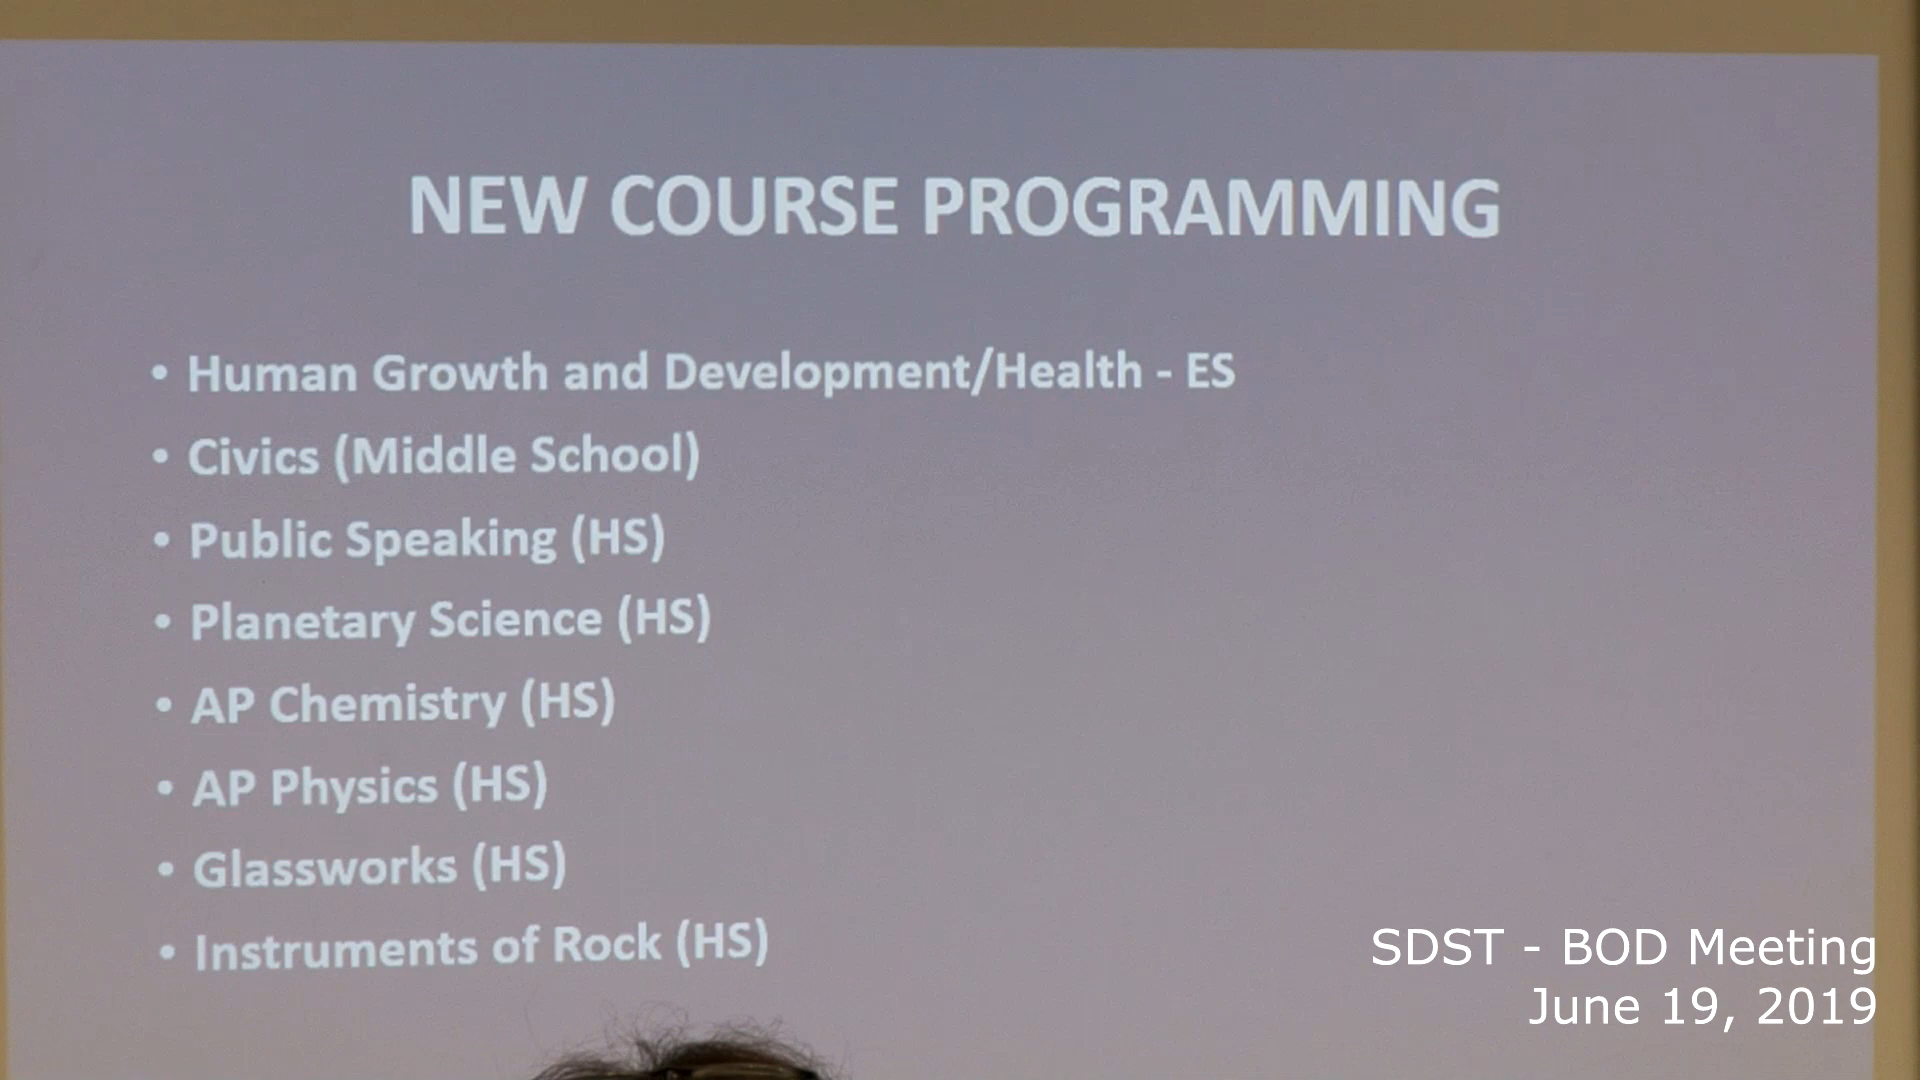 NEW COURSE PROGRAMMING
• Human Growth and Development/Health - ES
• Civics (Middle School)
• Public Speaking (HS)
• Planetary Science (HS)
• AP Chemistry (HS)
• AP Physics (HS)
• Glassworks (HS)
• Instruments of Rock (HS)
SDST - BOD Meeting
June 19, 2019